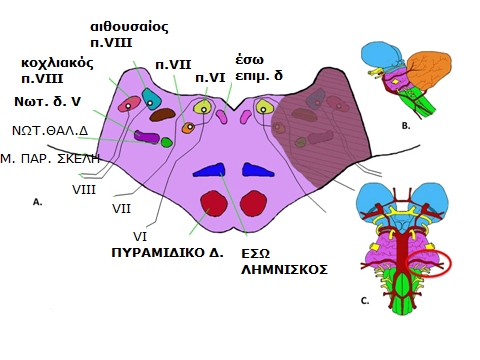 αιθουσαίος
π.VIII
κοχλιακός
π.VIII
π.VII
έσω
επιμ. δ
π.VI
Νωτ. δ. V
ΝΩΤ.ΘΑΛ.Δ
Μ. ΠΑΡ. ΣΚΕΛΗ
VIII
VII
VI
ΠΥΡΑΜΙΔΙΚΟ Δ.
ΕΣΩ
ΛΗΜΝΙΣΚΟΣ
A.
B.
C.